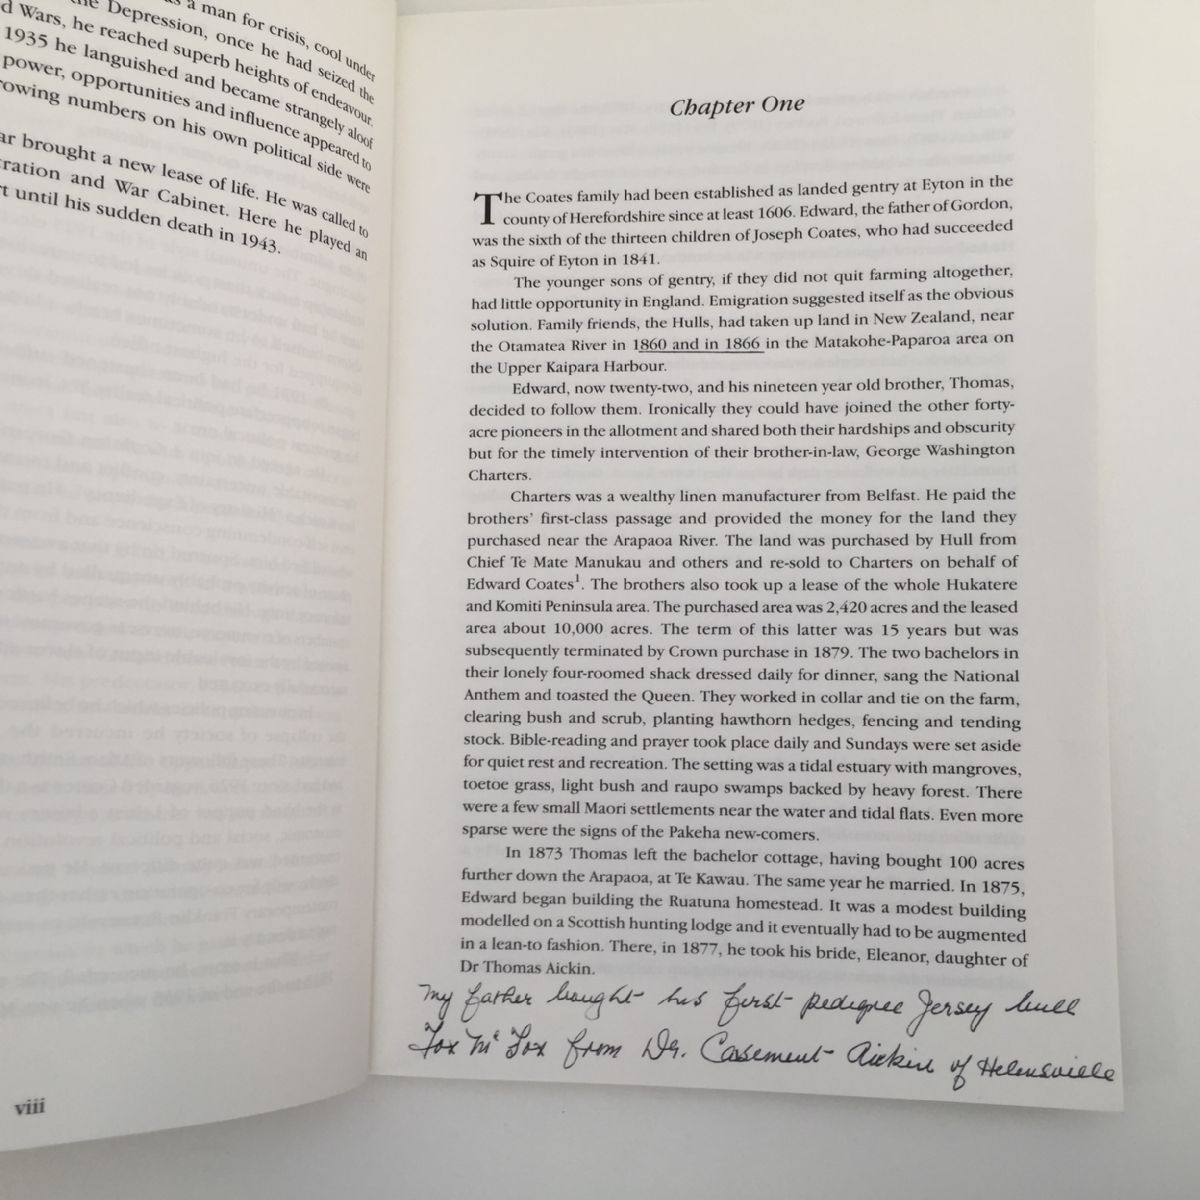 a man for crisis, cool under
the Depression, once he had seized the
d Wars, he reached superb heights of endeavour.
1935 he languished and became strangely aloof
power, opportunities and influence appeared to
rowing numbers on his own political side were
ar brought a new lease of life. He was called to
tration and War Cabinet. Here he played an
t until his sudden death in 1943.
viii
Chapter One
The Coates family had been established as landed gentry at Eyton in the
county of Herefordshire since at least 1606. Edward, the father of Gordon,
was the sixth of the thirteen children of Joseph Coates, who had succeeded
as Squire of Eyton in 1841.
The younger sons of gentry, if they did not quit farming altogether,
had little opportunity in England. Emigration suggested itself as the obvious
solution. Family friends, the Hulls, had taken up land in New Zealand, near
the Otamatea River in 1860 and in 1866 in the Matakohe-Paparoa area on
the Upper Kaipara Harbour.
Edward, now twenty-two, and his nineteen year old brother, Thomas,
decided to follow them. Ironically they could have joined the other forty-
acre pioneers in the allotment and shared both their hardships and obscurity
but for the timely intervention of their brother-in-law, George Washington
Charters.
Charters was a wealthy linen manufacturer from Belfast. He paid the
brothers' first-class passage and provided the money for the land they
purchased near the Arapaoa River. The land was purchased by Hull from
Chief Te Mate Manukau and others and re-sold to Charters on behalf of
Edward Coates¹. The brothers also took up a lease of the whole Hukatere
and Komiti Peninsula area. The purchased area was 2,420 acres and the leased
area about 10,000 acres. The term of this latter was 15 years but was
subsequently terminated by Crown purchase in 1879. The two bachelors in
their lonely four-roomed shack dressed daily for dinner, sang the National
Anthem and toasted the Queen. They worked in collar and tie on the farm,
clearing bush and scrub, planting hawthorn hedges, fencing and tending
stock. Bible-reading and prayer took place daily and Sundays were set aside
for quiet rest and recreation. The setting was a tidal estuary with mangroves,
toetoe grass, light bush and raupo swamps backed by heavy forest. There
were a few small Maori settlements near the water and tidal flats. Even more
sparse were the signs of the Pakeha new-comers.
In 1873 Thomas left the bachelor cottage, having bought 100 acres
further down the Arapaoa, at Te Kawau. The same year he married. In 1875,
Edward began building the Ruatuna homestead. It was a modest building
modelled on a Scottish hunting lodge and it eventually had to be augmented
in a lean-to fashion. There, in 1877, he took his bride, Eleanor, daughter of
Dr Thomas Aickin.
My father bought his first pedigree Jersey bull
Fox Mc Fox from Dr. Casement Aickin of Helensville